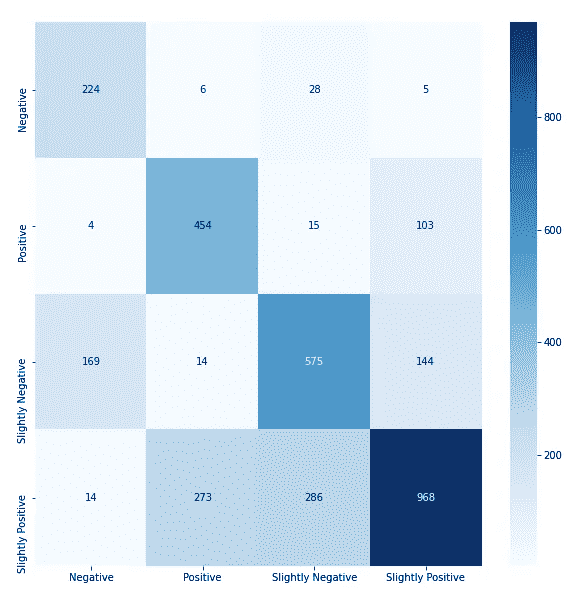 Negative 224 6 28 5
Positive 4 454 15 103
Slightly Negative 169 14 575 144
Slightly Positive 14 273 286 968
Negative Positive Slightly Negative Slightly Positive
800
600
400
200